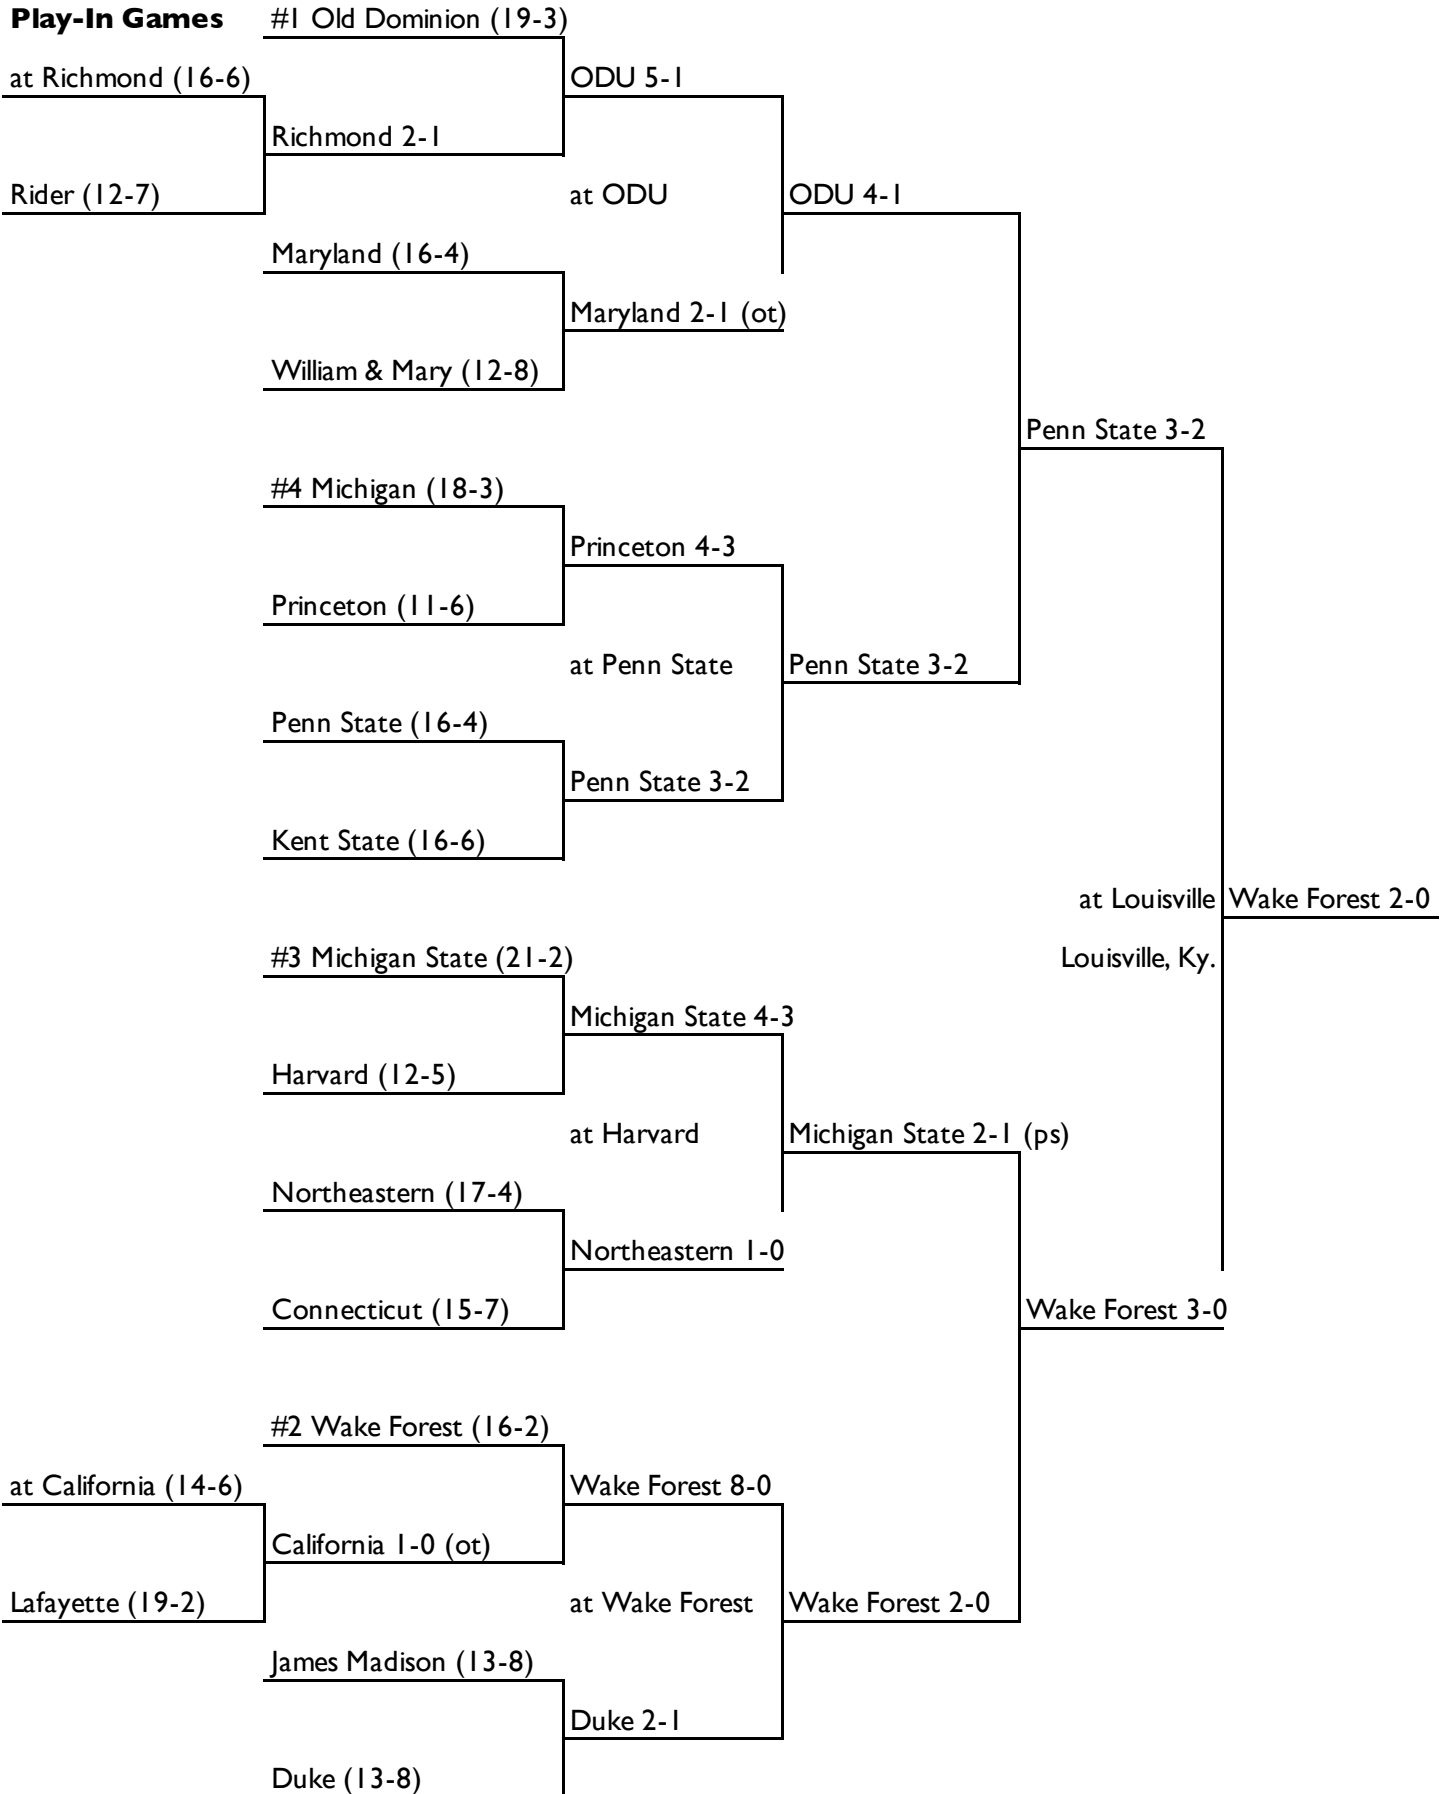 Play-In Games
#1 Old Dominion (19-3)
at Richmond (16-6)
ODU 5-1
Richmond 2-1
Rider (12-7)
at ODU
ODU 4-1
Maryland (16-4)
Maryland 2-1 (ot)
William & Mary (12-8)
Penn State 3-2
#4 Michigan (18-3)
Princeton 4-3
Princeton (11-6)
at Penn State
Penn State 3-2
Penn State (16-4)
Penn State 3-2
Kent State (16-6)
at Louisville
Wake Forest 2-0
#3 Michigan State (21-2)
Louisville, Ky.
Michigan State 4-3
Harvard (12-5)
at Harvard
Michigan State 2-1 (ps)
Northeastern (17-4)
Northeastern 1-0
Connecticut (15-7)
Wake Forest 3-0
#2 Wake Forest (16-2)
at California (14-6)
Wake Forest 8-0
California 1-0 (ot)
Lafayette (19-2)
at Wake Forest
Wake Forest 2-0
James Madison (13-8)
Duke 2-1
Duke (13-8)